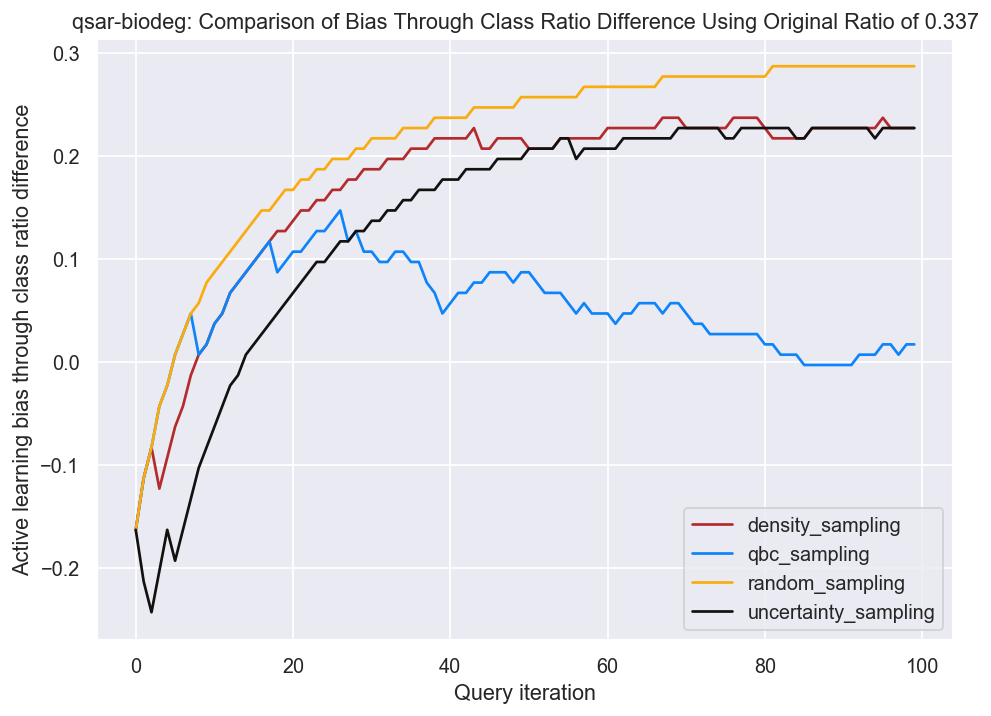 qsar-biodeg: Comparison of Bias Through Class Ratio Difference Using Original Ratio of 0.337
0.3
0.2
0.1
0.0
−0.1
−0.2
Active learning bias through class ratio difference
density_sampling
qbc_sampling
random_sampling
uncertainty_sampling
0 20 40 60 80 100
Query iteration